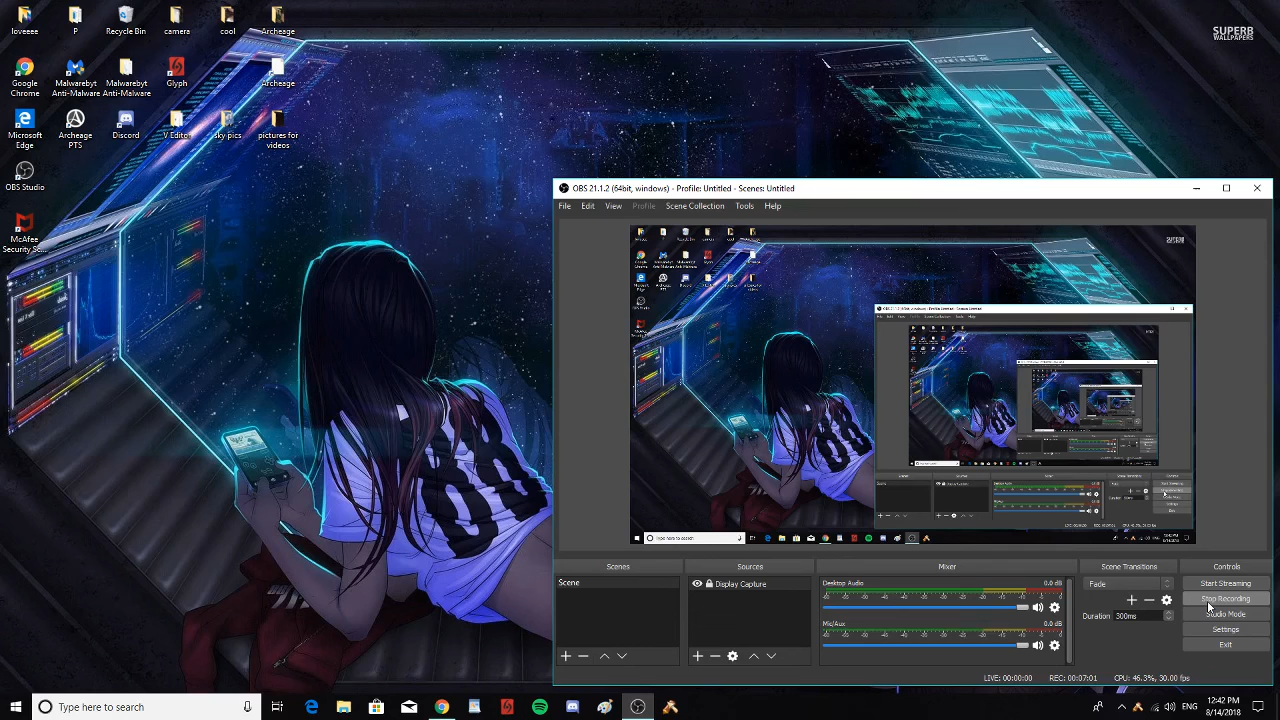 loveeee
P
Recycle Bin
camera
cool
Archeage
SUPERB
WALLPAPERS
Google
Chrome
Malwarebyt
Anti-Malware
Malwarebyt
Anti-Malware
Glyph
Archeage
Microsoft
Edge
Archeage
PTS
Discord
V Editor
sky pics
pictures for
videos
OBS Studio
McAfee
Security Sc...
OBS 21.1.2 (64bit, windows) - Profile: Untitled - Scenes: Untitled
File Edit View Profile Scene Collection Tools Help
Scenes
Sources
Mixer
Scene Transitions
Controls
Scene
Display Capture
Desktop Audio 0.0 dB
Mic/Aux 0.0 dB
Fade
Duration 300ms
Start Streaming
Stop Recording
Studio Mode
Settings
Exit
LIVE: 00:00:00 REC: 00:07:01 CPU: 46.3%, 30.00 fps
Type here to search
ENG
12:42 PM
8/14/2018